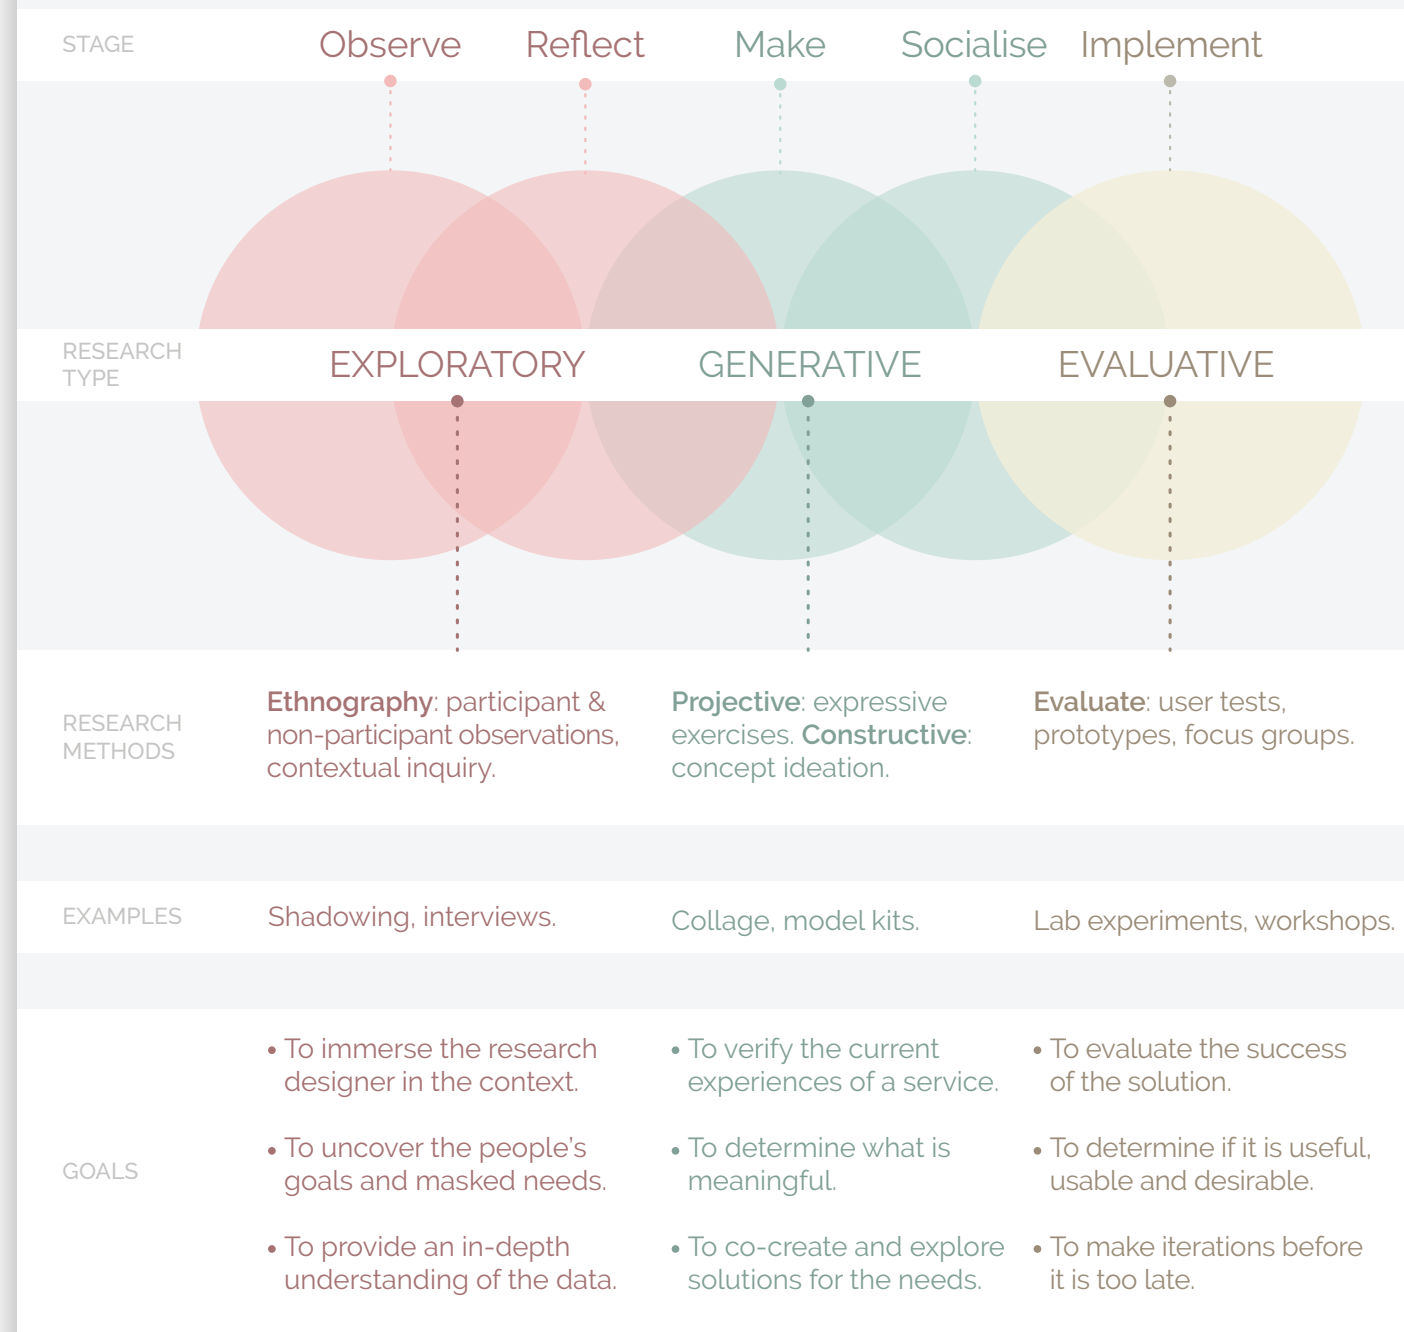 STAGE
Observe
Reflect
Make
Socialise
Implement
RESEARCH
TYPE
EXPLORATORY
GENERATIVE
EVALUATIVE
RESEARCH
METHODS
Ethnography: participant &
non-participant observations,
contextual inquiry.
Projective: expressive
exercises. Constructive:
concept ideation.
Evaluate: user tests,
prototypes, focus groups.
EXAMPLES
Shadowing, interviews.
Collage, model kits.
Lab experiments, workshops.
GOALS
• To immerse the research
designer in the context.
• To uncover the people’s
goals and masked needs.
• To provide an in-depth
understanding of the data.
• To verify the current
experiences of a service.
• To determine what is
meaningful.
• To co-create and explore
solutions for the needs.
• To evaluate the success
of the solution.
• To determine if it is useful,
usable and desirable.
• To make iterations before
it is too late.